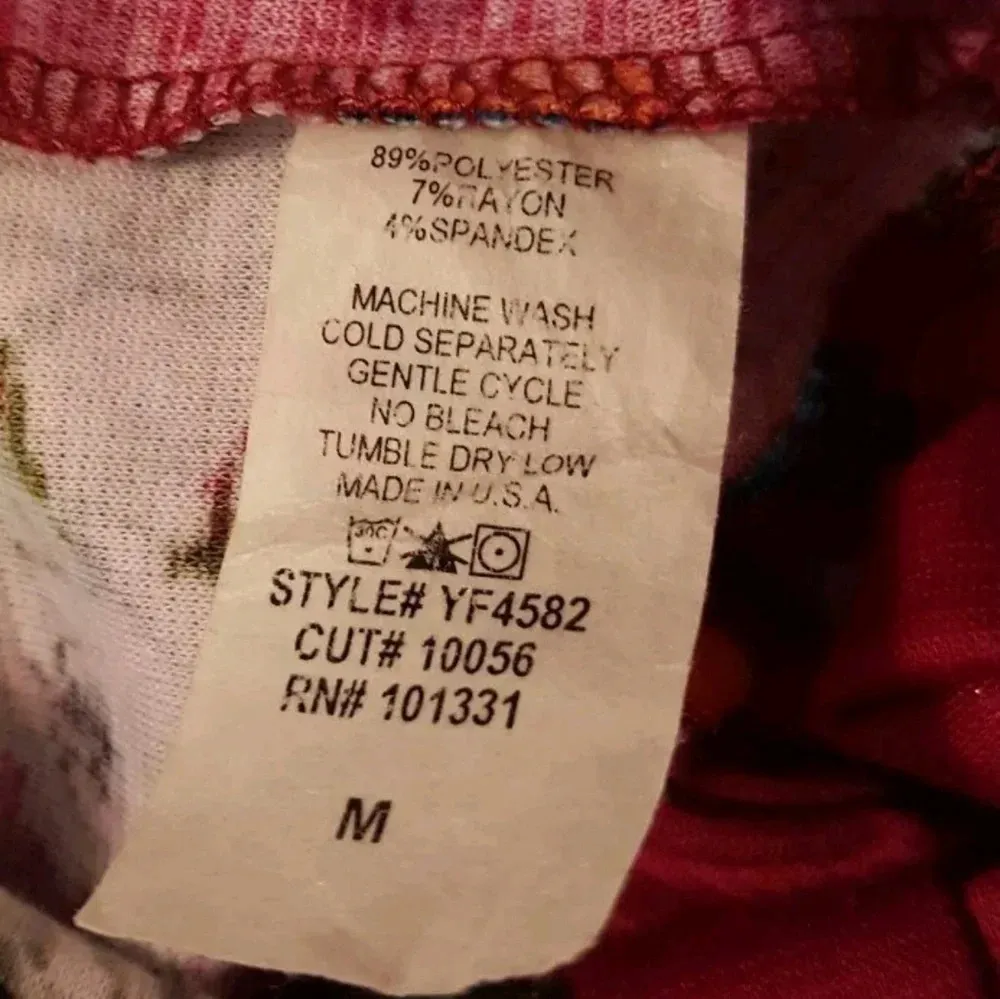 89%POLYESTER
7%RAYON
4%SPANDEX
MACHINE WASH
COLD SEPARATELY
GENTLE CYCLE
NO BLEACH
TUMBLE DRY LOW
MADE IN U.S.A.
30C
STYLE# YF4582
CUT# 10056
RN# 101331
M